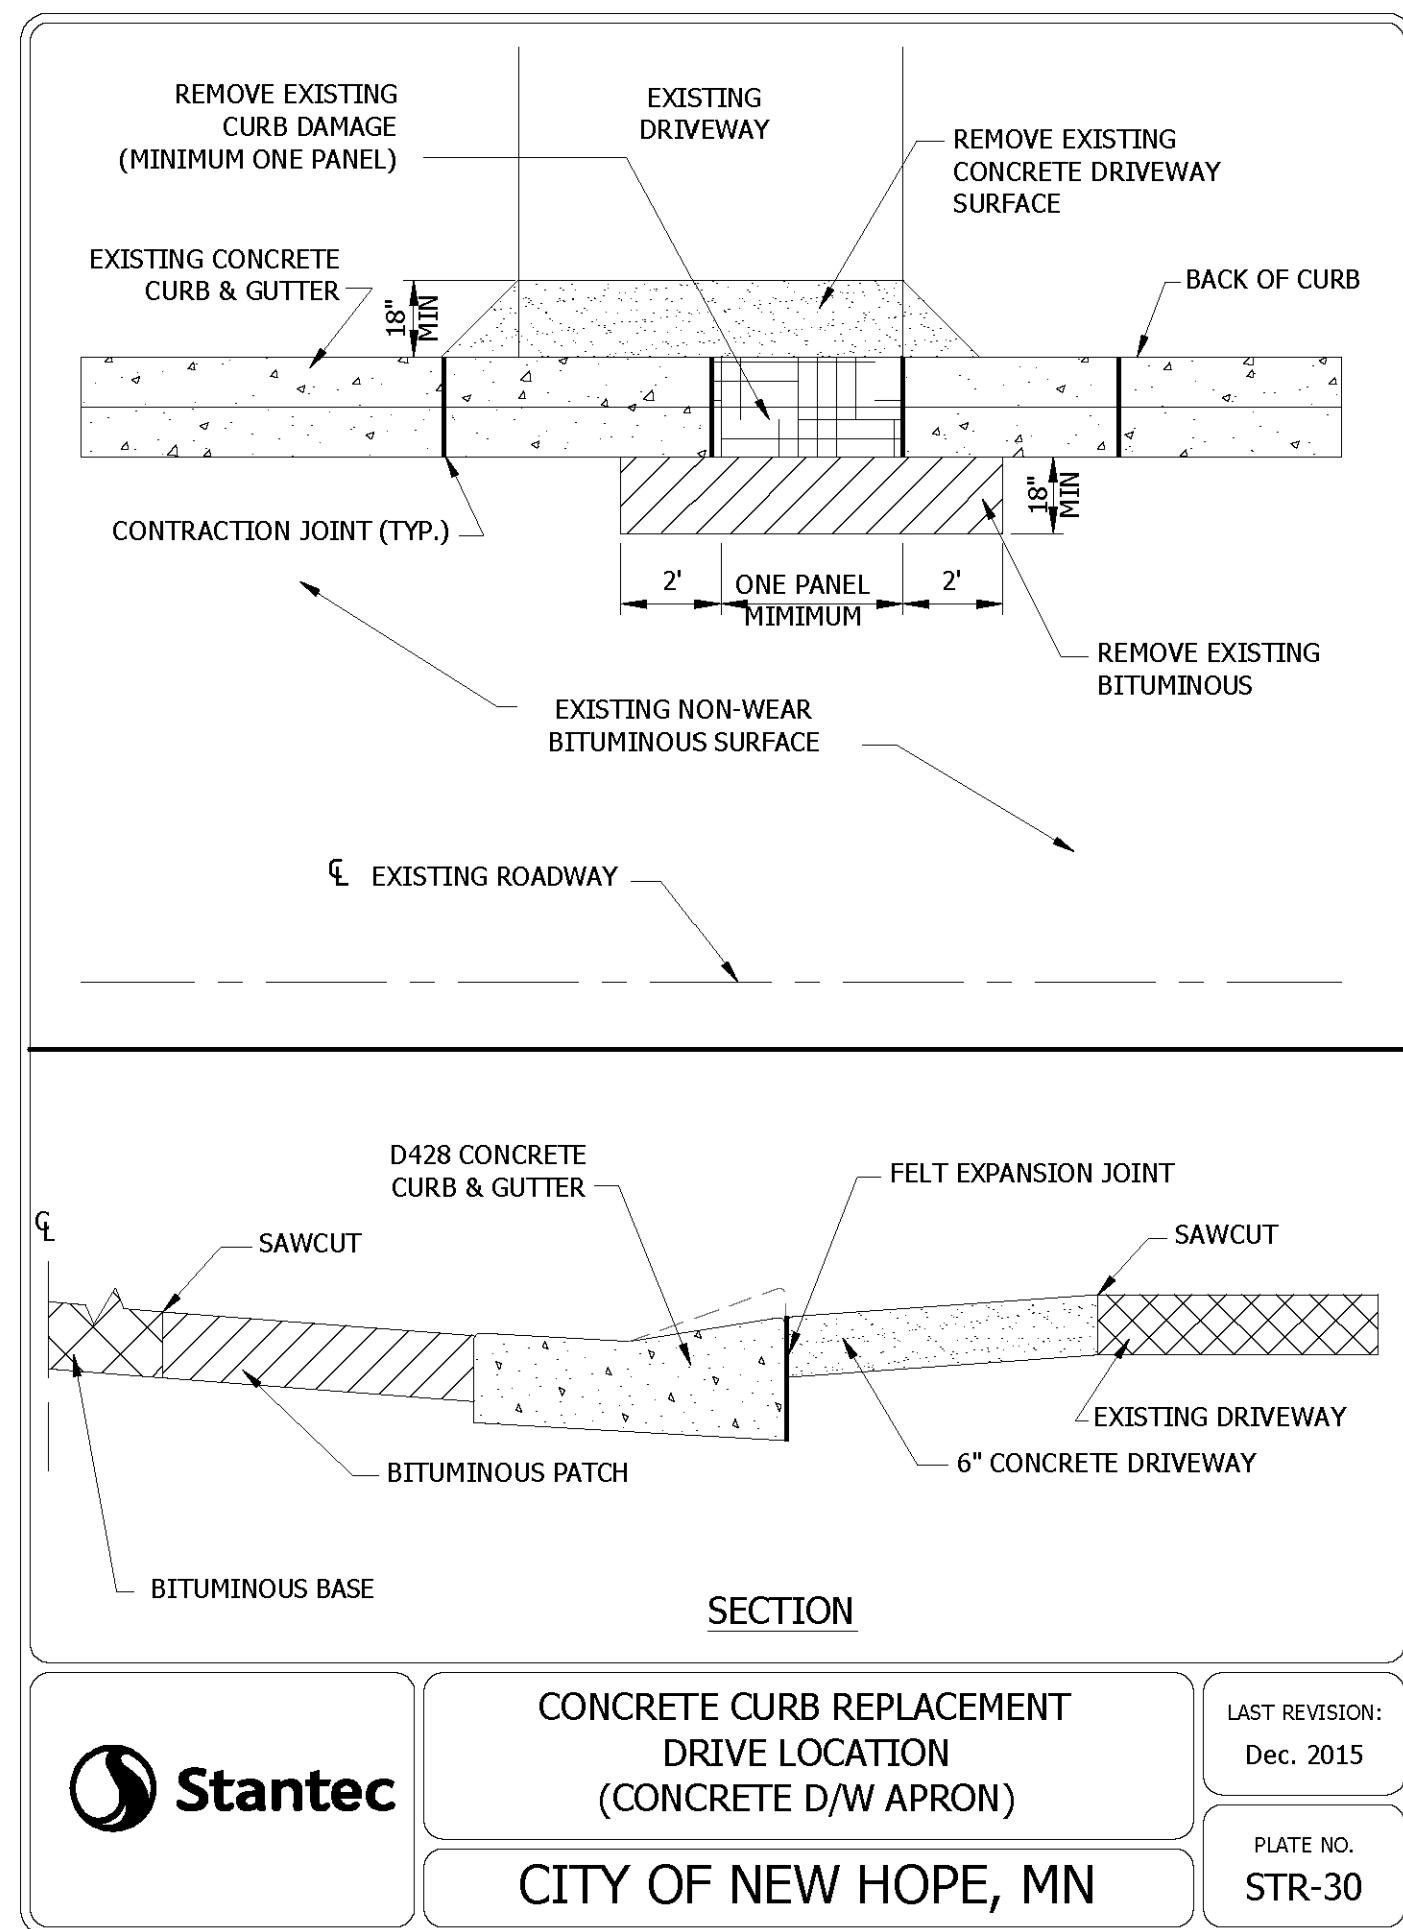 REMOVE EXISTING
CURB DAMAGE
(MINIMUM ONE PANEL)
EXISTING
DRIVEWAY
REMOVE EXISTING
CONCRETE DRIVEWAY
SURFACE
EXISTING CONCRETE
CURB & GUTTER
18"
MIN
BACK OF CURB
CONTRACTION JOINT (TYP.)
18"
MIN
2'
ONE PANEL
MIMIMUM
2'
REMOVE EXISTING
BITUMINOUS
EXISTING NON-WEAR
BITUMINOUS SURFACE
℄ EXISTING ROADWAY
D428 CONCRETE
CURB & GUTTER
FELT EXPANSION JOINT
℄
SAWCUT
SAWCUT
EXISTING DRIVEWAY
6" CONCRETE DRIVEWAY
BITUMINOUS PATCH
BITUMINOUS BASE
SECTION
Stantec
CONCRETE CURB REPLACEMENT
DRIVE LOCATION
(CONCRETE D/W APRON)
CITY OF NEW HOPE, MN
LAST REVISION:
Dec. 2015
PLATE NO.
STR-30